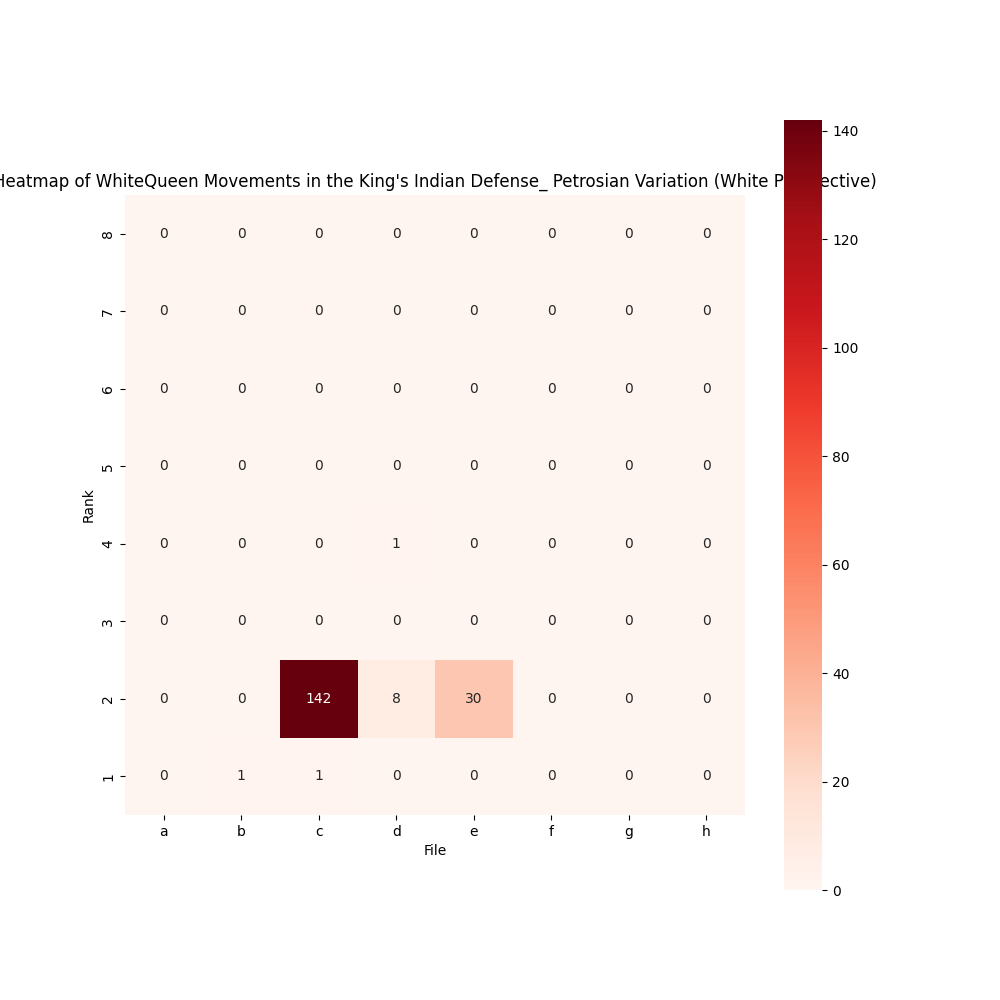 Heatmap of WhiteQueen Movements in the King's Indian Defense_ Petrosian Variation (White P ective)
140
120
100
80
60
40
20
0
8 0 0 0 0 0 0 0 0
7 0 0 0 0 0 0 0 0
6 0 0 0 0 0 0 0 0
5 0 0 0 0 0 0 0 0
4 0 0 0 1 0 0 0 0
3 0 0 0 0 0 0 0 0
2 0 0 142 8 30 0 0 0
1 0 1 1 0 0 0 0 0
a b c d e f g h
Rank
File